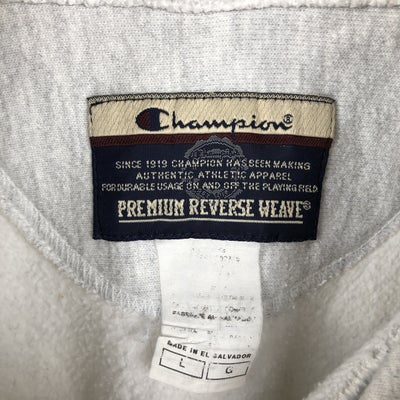 Champion®
SINCE 1919 CHAMPION HAS BEEN MAKING
AUTHENTIC ATHLETIC APPAREL
FOR DURABLE USAGE ON AND OFF THE PLAYING FIELD
PREMIUM REVERSE WEAVE®
MADE IN EL SALVADOR
L G